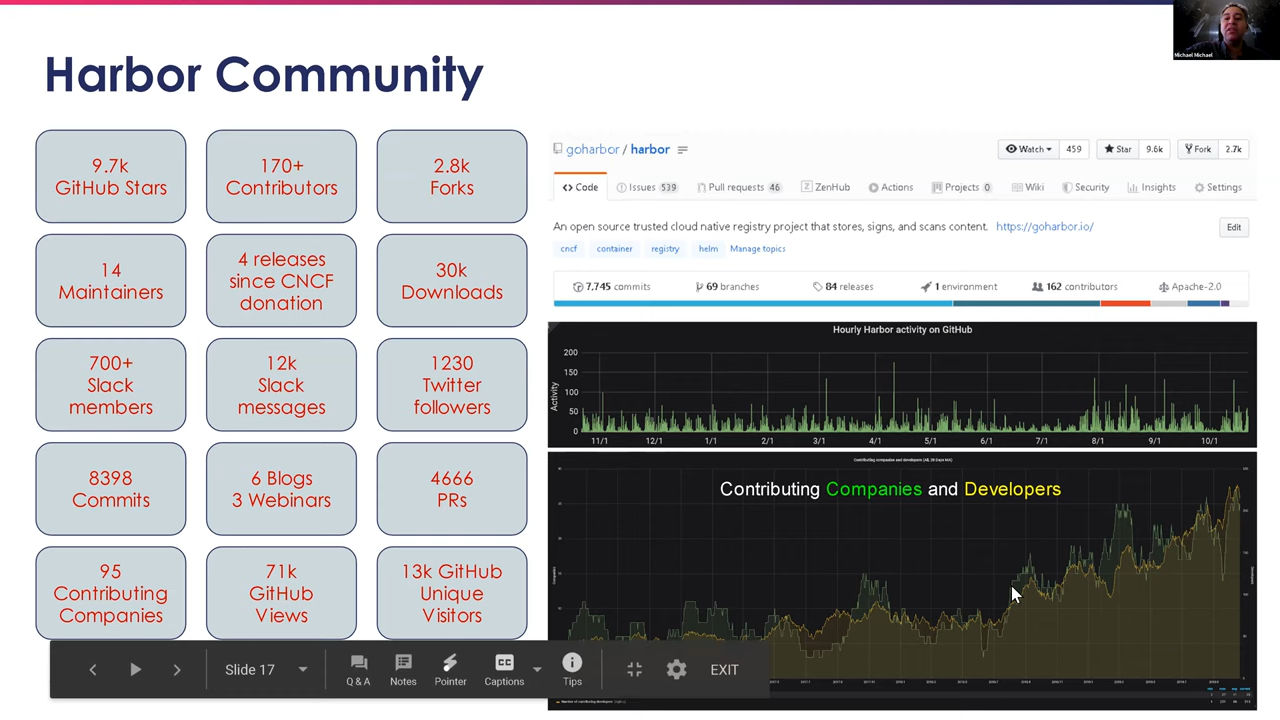 Michael Michael
Harbor Community
9.7k
GitHub Stars
170+
Contributors
2.8k
Forks
14
Maintainers
4 releases
since CNCF
donation
30k
Downloads
700+
Slack
members
12k
Slack
messages
1230
Twitter
followers
8398
Commits
6 Blogs
3 Webinars
4666
PRs
95
Contributing
Companies
71k
GitHub
Views
13k GitHub
Unique
Visitors
goharbor / harbor
Watch 459 Star 9.6k Fork 2.7k
Code Issues 539 Pull requests 46 ZenHub Actions Projects 0 Wiki Security Insights Settings
An open source trusted cloud native registry project that stores, signs, and scans content. https://goharbor.io/ Edit
cncf container registry helm Manage topics
7,745 commits 69 branches 84 releases 1 environment 162 contributors Apache-2.0
Hourly Harbor activity on GitHub
Activity
200
150
100
50
0
11/1 12/1 1/1 2/1 3/1 4/1 5/1 6/1 7/1 8/1 9/1 10/1
Contributing Companies and Developers
Slide 17 Q & A Notes Pointer CC Captions Tips EXIT